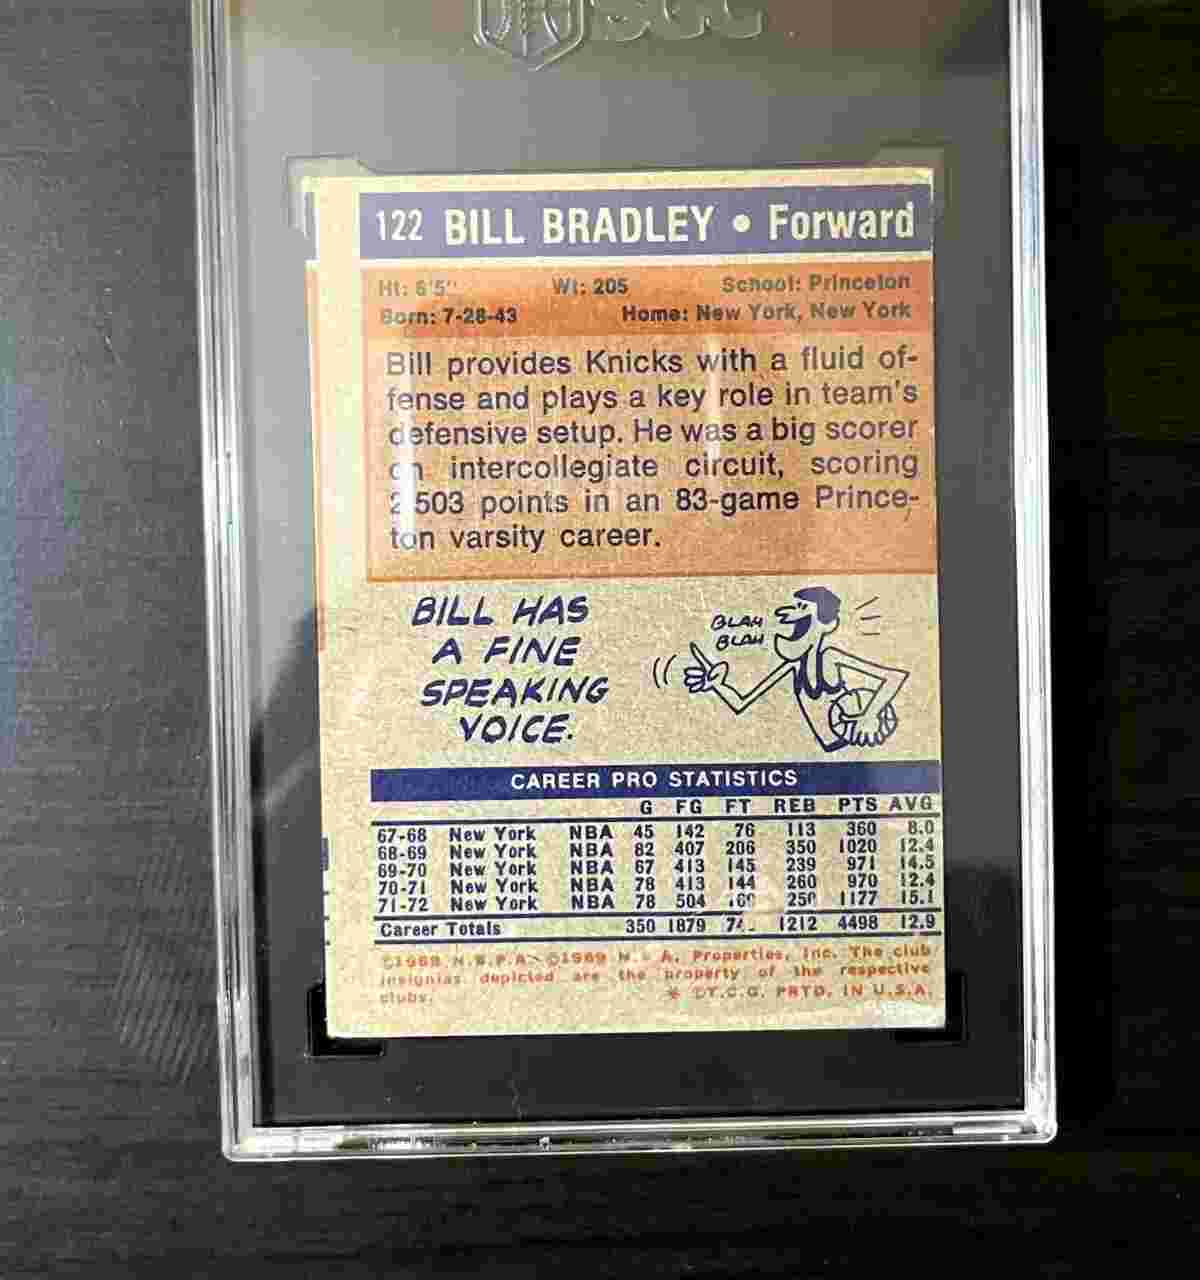 SGC
122 BILL BRADLEY • Forward
Ht: 6'5" Wt: 205 School: Princeton
Born: 7-28-43 Home: New York, New York
Bill provides Knicks with a fluid of-
fense and plays a key role in team's
defensive setup. He was a big scorer
on intercollegiate circuit, scoring
2,503 points in an 83-game Prince-
ton varsity career.
BILL HAS
A FINE
SPEAKING
VOICE.
BLAH
BLAH
CAREER PRO STATISTICS
G FG FT REB PTS AVG
67-68 New York NBA 45 142 76 113 360 8.0
68-69 New York NBA 82 407 206 350 1020 12.4
69-70 New York NBA 67 413 145 239 971 14.5
70-71 New York NBA 78 413 144 260 970 12.4
71-72 New York NBA 78 504 169 250 1177 15.1
Career Totals 350 1879 1212 4498 12.9
©1969 N.B.P.A. ©1969 N.B.A. Properties, Inc. The club
insignias depicted are the property of the respective
clubs. * ©T.C.G. PRTD. IN U.S.A.